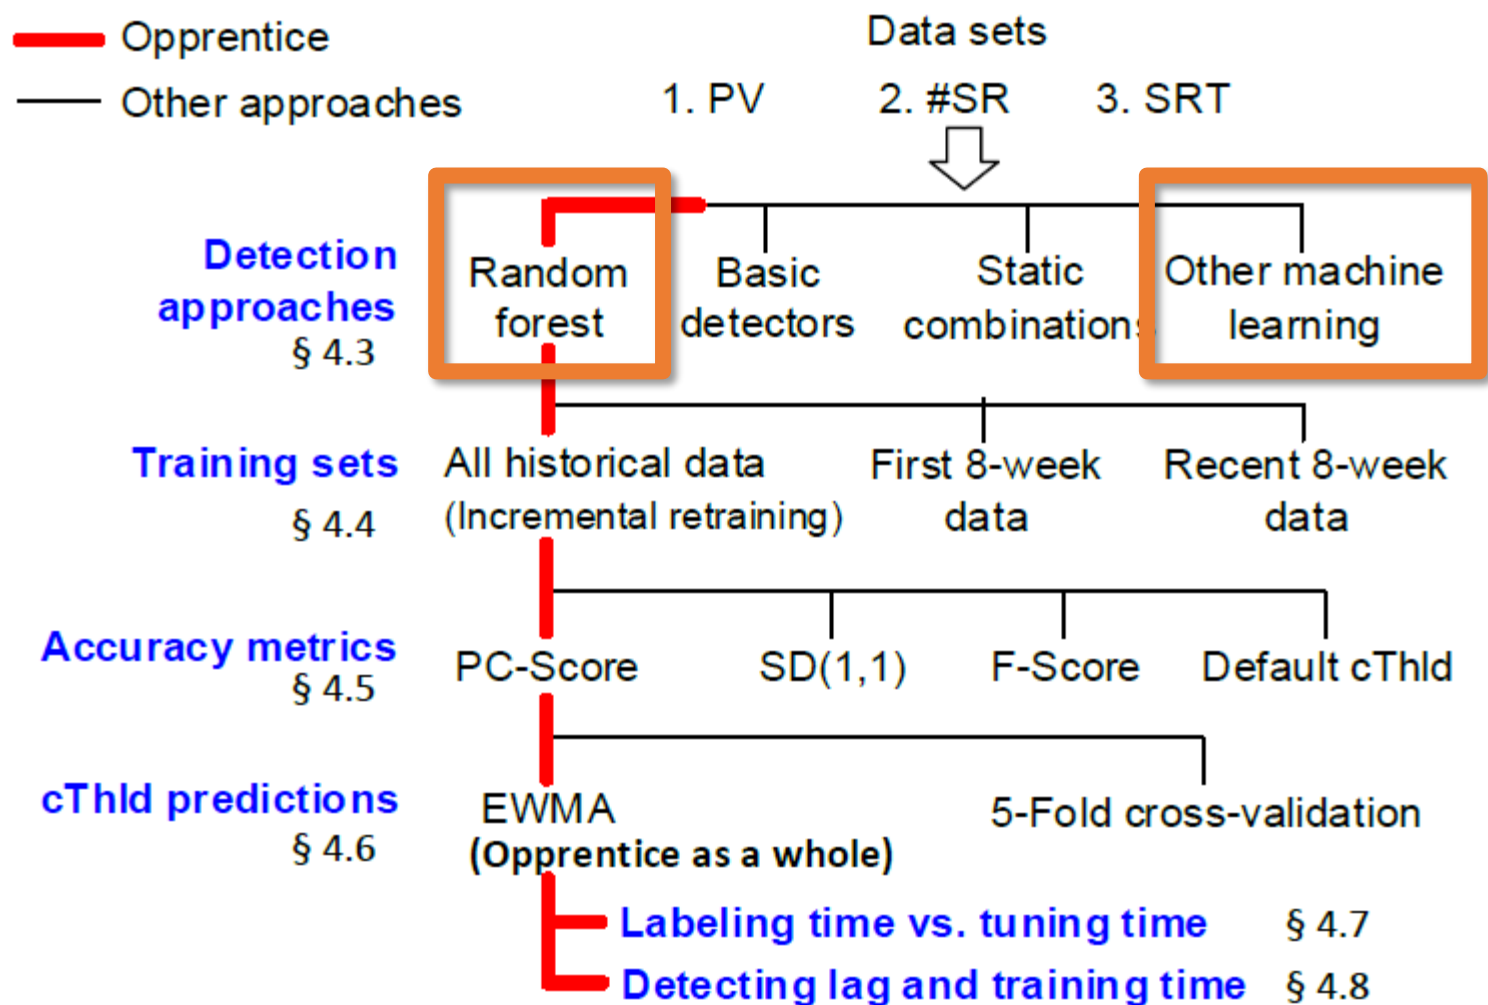 Opprentice
Other approaches
Data sets
1. PV
2. #SR
3. SRT
Detection
approaches
§ 4.3
Random
forest
Basic
detectors
Static
combinations
Other machine
learning
Training sets
§ 4.4
All historical data
(Incremental retraining)
First 8-week
data
Recent 8-week
data
Accuracy metrics
§ 4.5
PC-Score
SD(1,1)
F-Score
Default cThld
cThld predictions
§ 4.6
EWMA
(Opprentice as a whole)
5-Fold cross-validation
Labeling time vs. tuning time
§ 4.7
Detecting lag and training time
§ 4.8